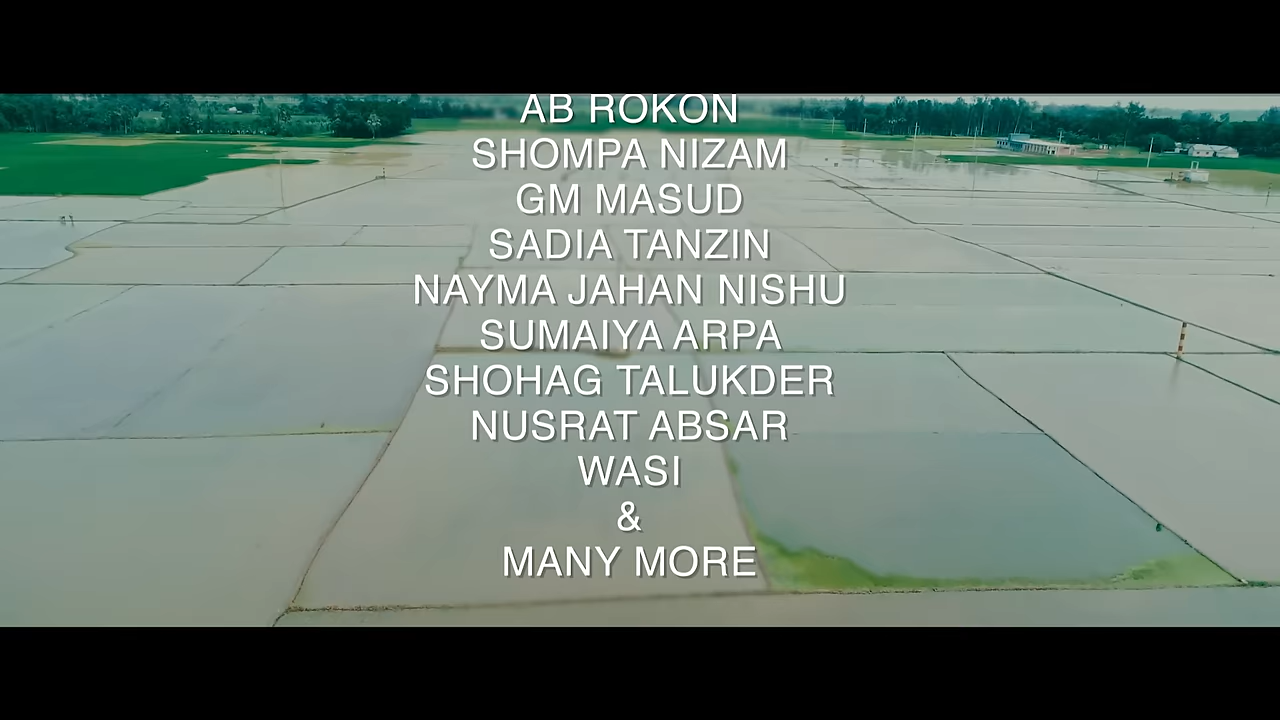 AB ROKON
SHOMPA NIZAM
GM MASUD
SADIA TANZIN
NAYMA JAHAN NISHU
SUMAIYA ARPA
SHOHAG TALUKDER
NUSRAT ABSAR
WASI
&
MANY MORE